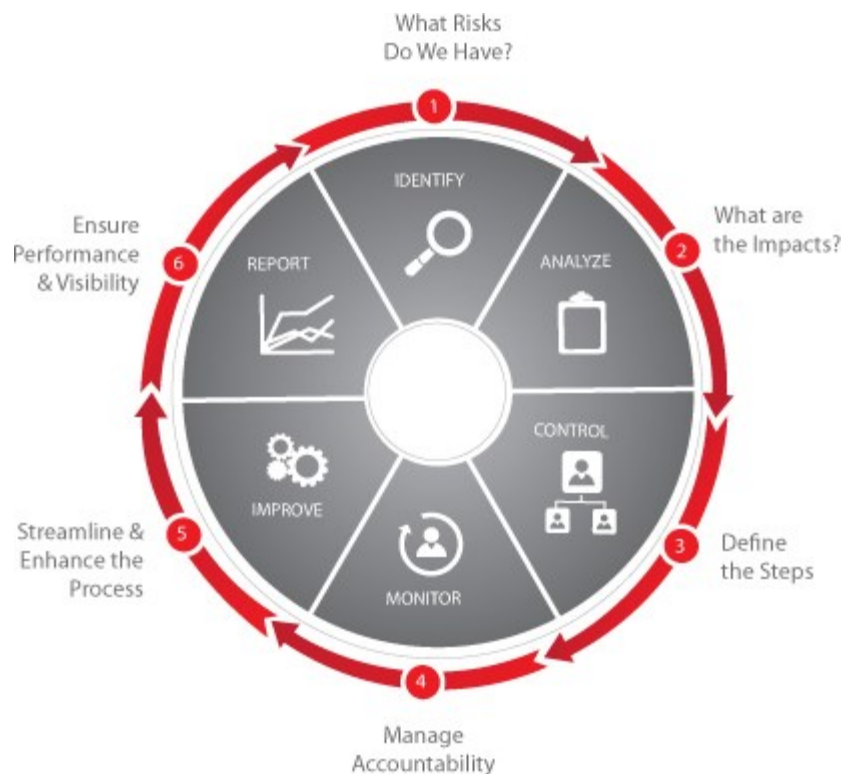 What Risks
Do We Have?
1
IDENTIFY
2
What are
the Impacts?
ANALYZE
CONTROL
3
Define
the Steps
MONITOR
4
Manage
Accountability
IMPROVE
5
Streamline &
Enhance the
Process
REPORT
6
Ensure
Performance
& Visibility